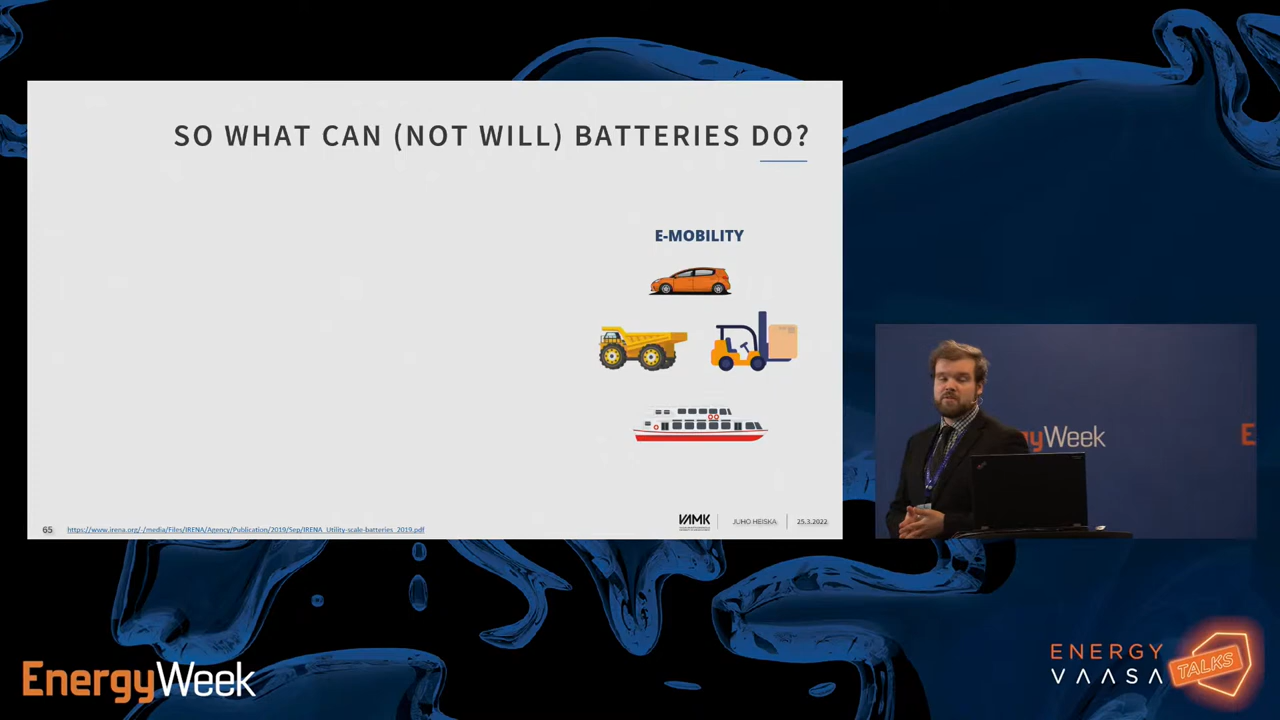 SO WHAT CAN (NOT WILL) BATTERIES DO?
E-MOBILITY
65
https://www.irena.org/-/media/Files/IRENA/Agency/Publication/2019/Sep/IRENA_Utility-scale-batteries_2019.pdf
VAMK
JUHO HEISKA
25.3.2022
gyWeek
E
EnergyWeek
ENERGY
VAASA
TALKS